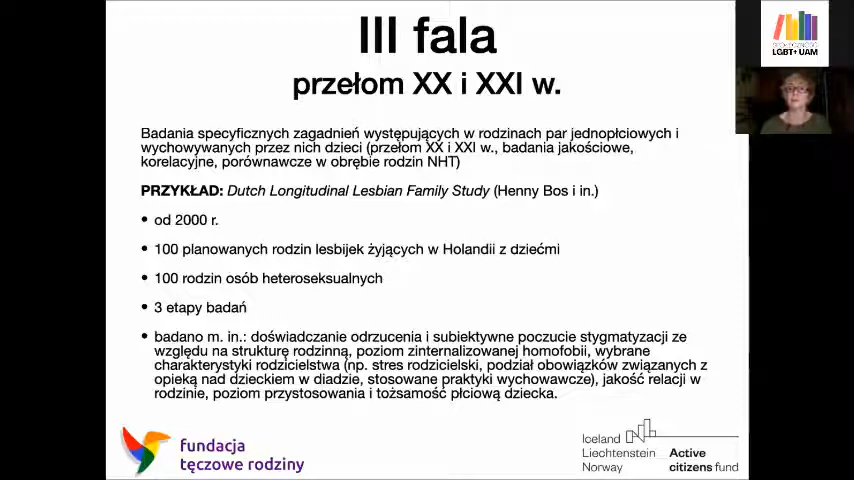 III fala
przełom XX i XXI w.
Badania specyficznych zagadnień występujących w rodzinach par jednopłciowych i
wychowywanych przez nich dzieci (przełom XX i XXI w., badania jakościowe,
korelacyjne, porównawcze w obrębie rodzin NHT)
PRZYKŁAD: Dutch Longitudinal Lesbian Family Study (Henny Bos i in.)
• od 2000 r.
• 100 planowanych rodzin lesbijek żyjących w Holandii z dziećmi
• 100 rodzin osób heteroseksualnych
• 3 etapy badań
• badano m. in.: doświadczanie odrzucenia i subiektywne poczucie stygmatyzacji ze
względu na strukturę rodzinną, poziom zinternalizowanej homofobii, wybrane
charakterystyki rodzicielstwa (np. stres rodzicielski, podział obowiązków związanych z
opieką nad dzieckiem w diadzie, stosowane praktyki wychowawcze), jakość relacji w
rodzinie, poziom przystosowania i tożsamość płciową dziecka.
fundacja
tęczowe rodziny
Iceland
Liechtenstein
Norway
Active
citizens fund
SPOŁECZNOŚĆ
LGBT+ UAM